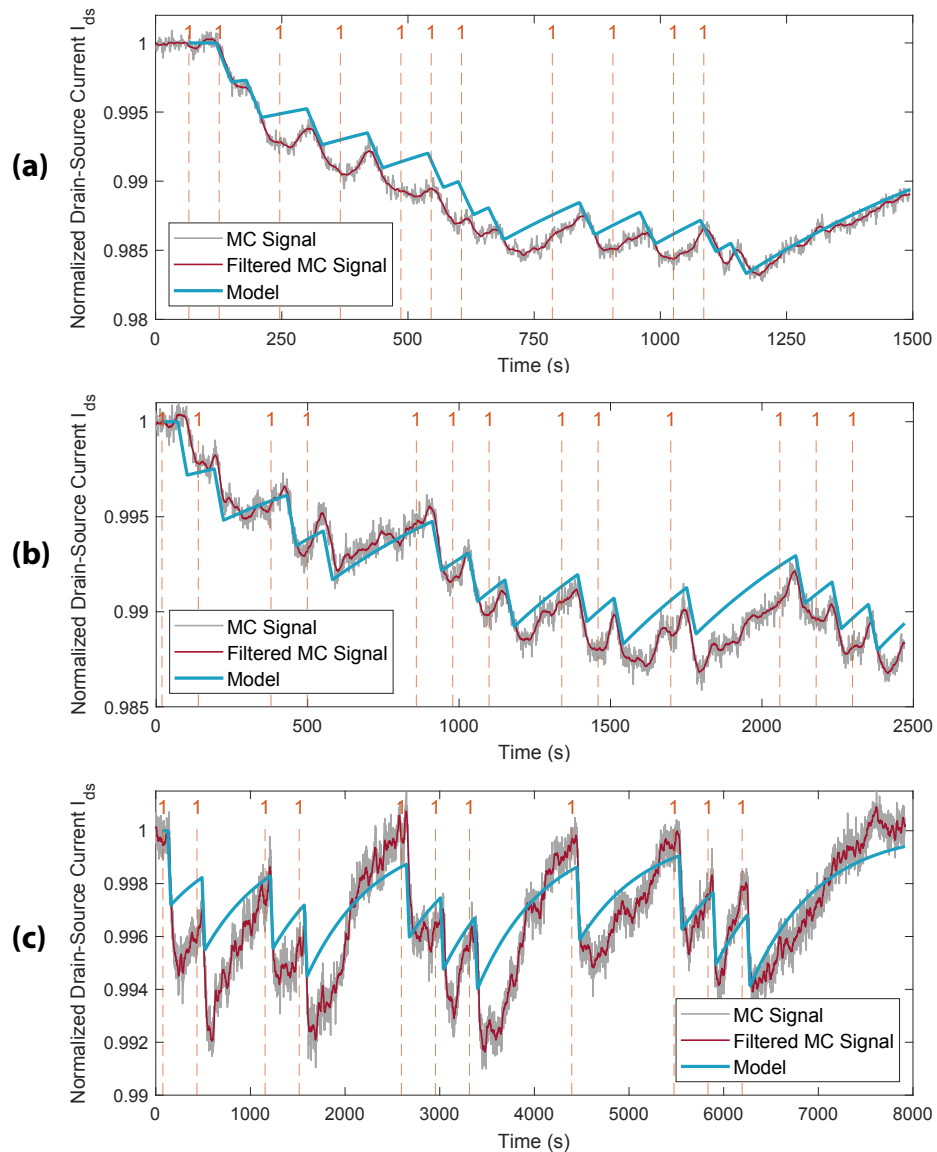 (a)
Normalized Drain-Source Current I_ds
1 1 1 1 1 1 1 1 1 1 1
1
0.995
0.99
0.985
0.98
MC Signal
Filtered MC Signal
Model
0 250 500 750 1000 1250 1500
Time (s)
(b)
Normalized Drain-Source Current I_ds
1 1 1 1 1 1 1 1 1 1 1 1 1
1
0.995
0.99
0.985
MC Signal
Filtered MC Signal
Model
0 500 1000 1500 2000 2500
Time (s)
(c)
Normalized Drain-Source Current I_ds
1 1 1 1 1 1 1 1 1 1 1
1
0.998
0.996
0.994
0.992
0.99
MC Signal
Filtered MC Signal
Model
0 1000 2000 3000 4000 5000 6000 7000 8000
Time (s)